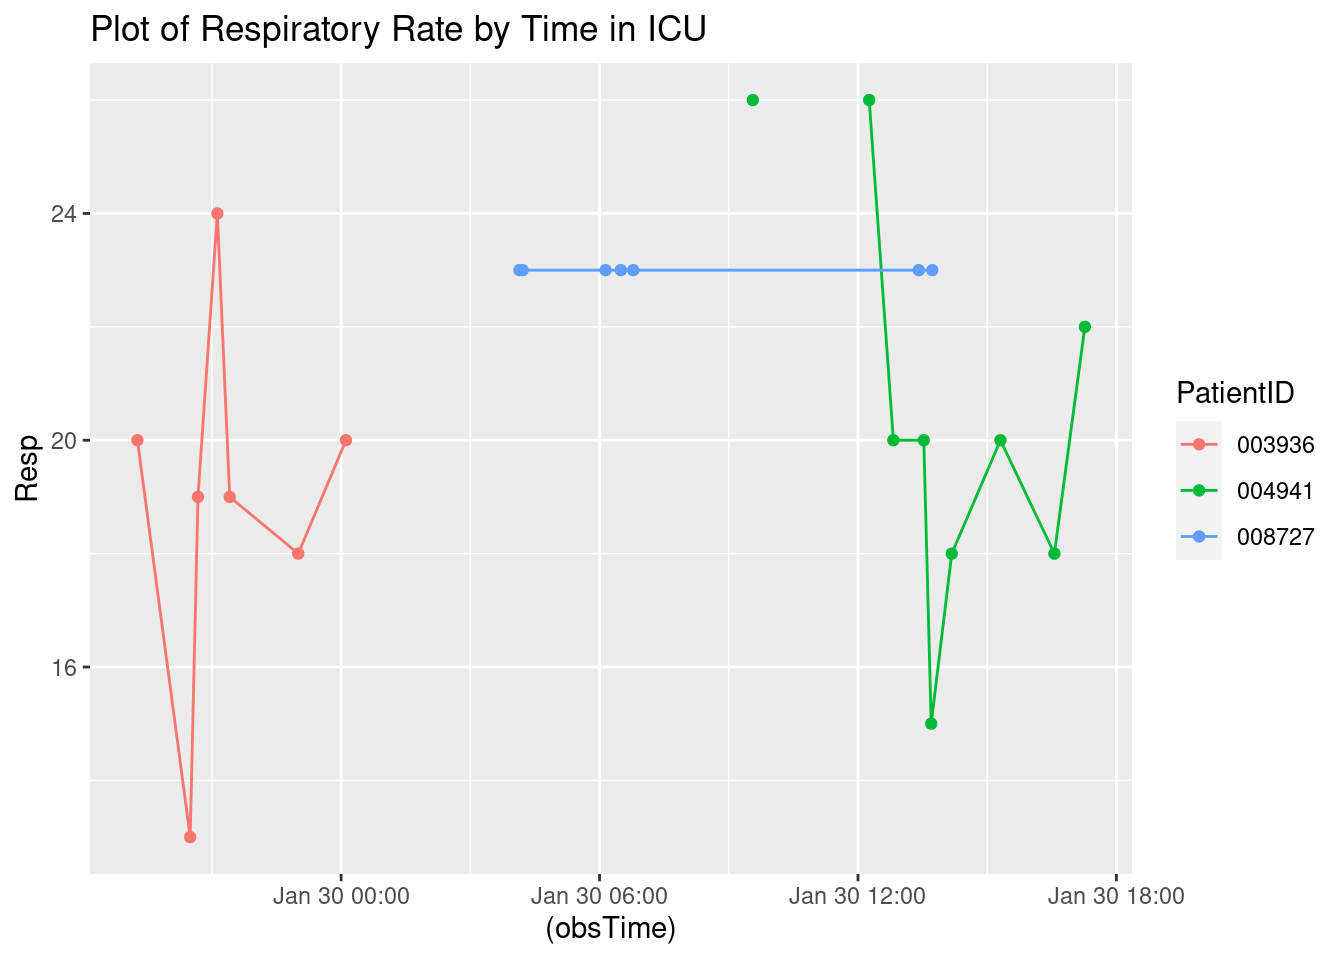 Plot of Respiratory Rate by Time in ICU
24
20
16
Resp
Jan 30 00:00
Jan 30 06:00
Jan 30 12:00
Jan 30 18:00
(obsTime)
PatientID
003936
004941
008727